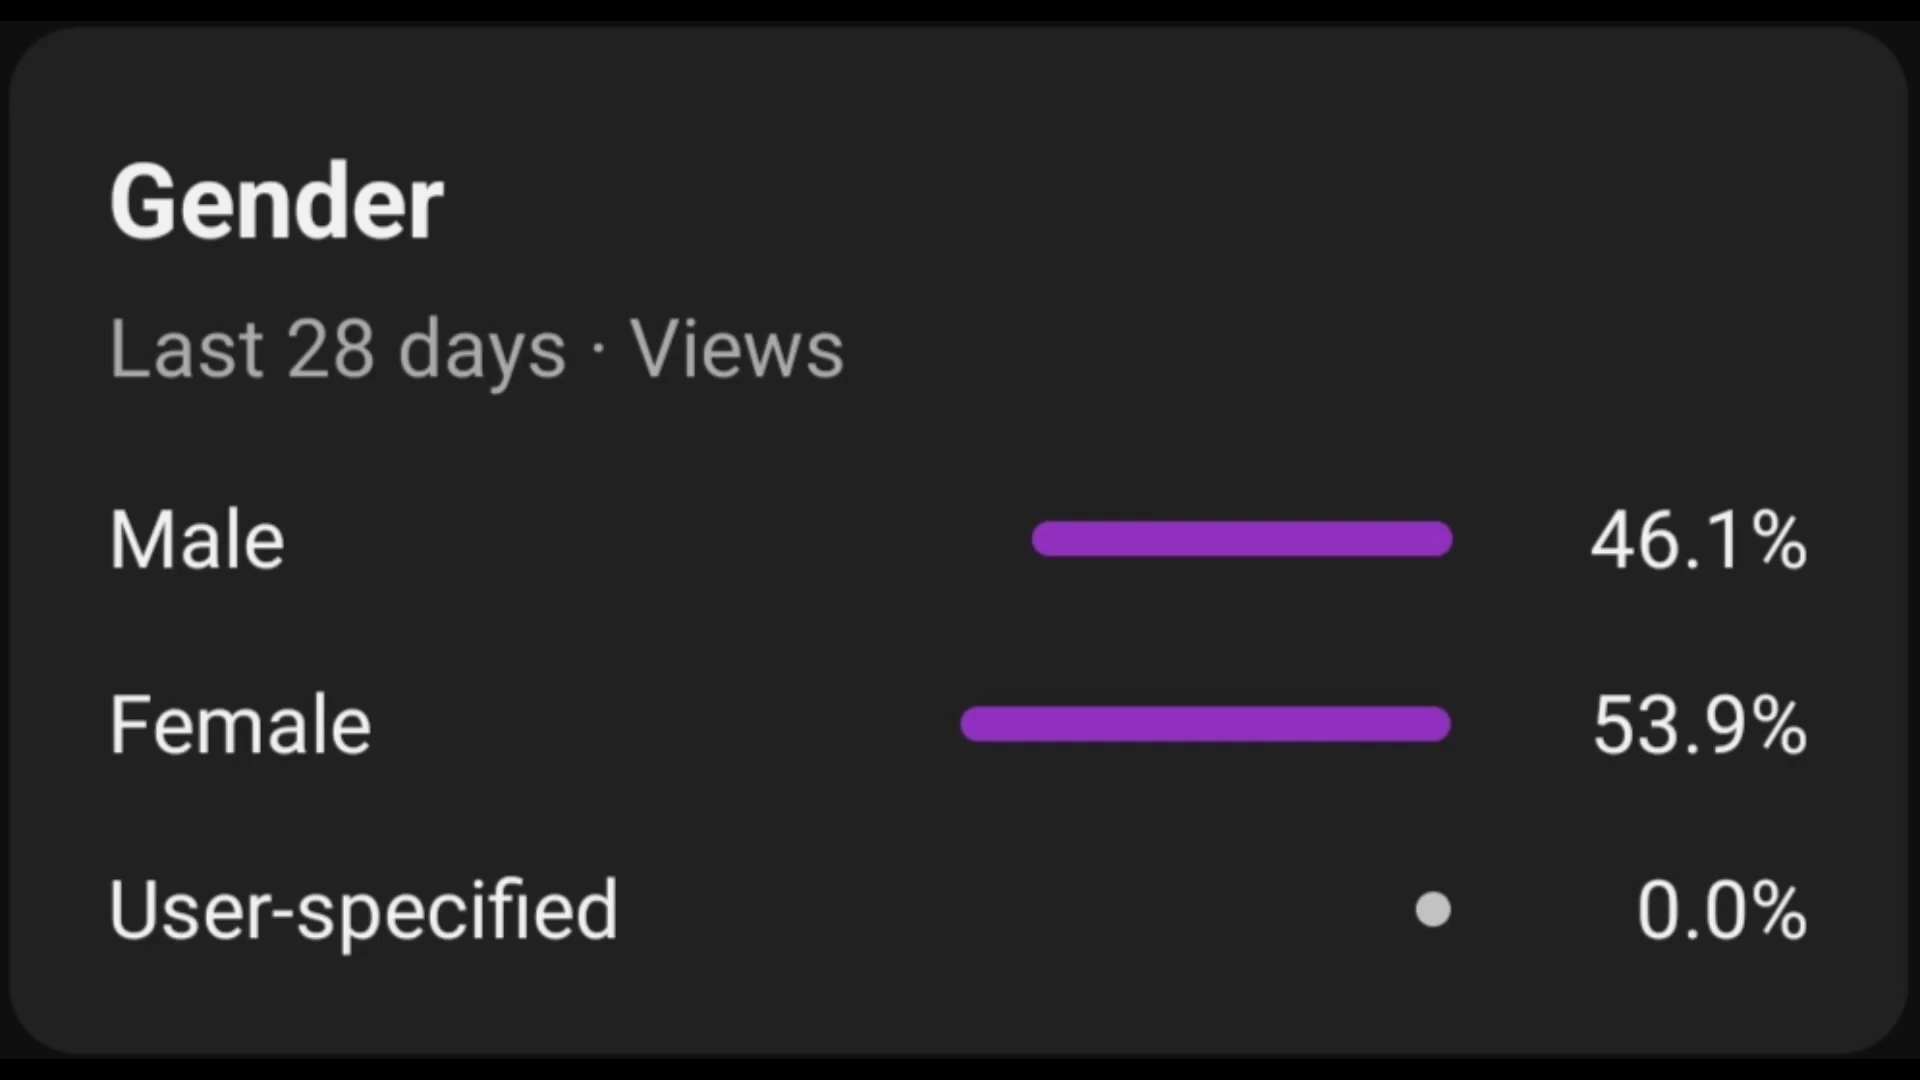 Gender
Last 28 days · Views
Male 46.1%
Female 53.9%
User-specified 0.0%